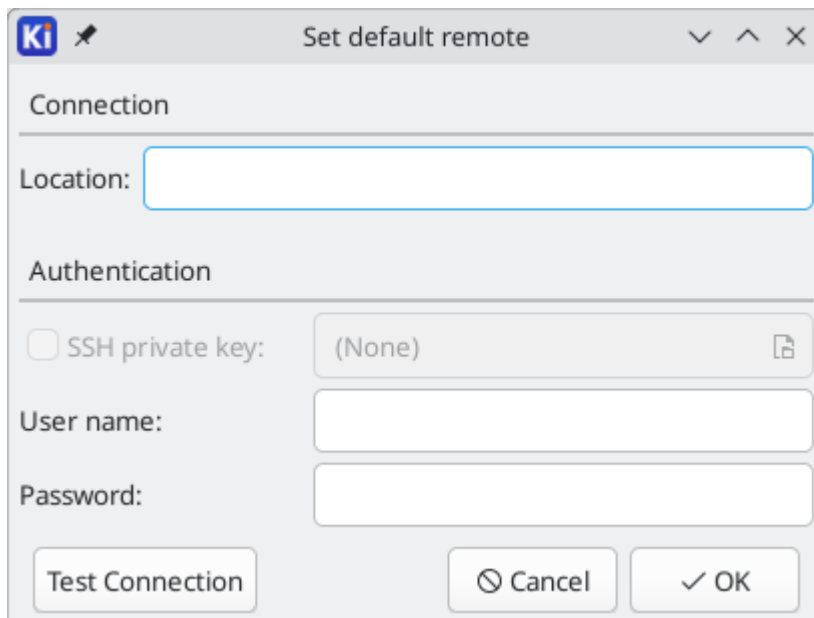 Ki Set default remote
Connection
Location:
Authentication
SSH private key: (None)
User name:
Password:
Test Connection Cancel OK